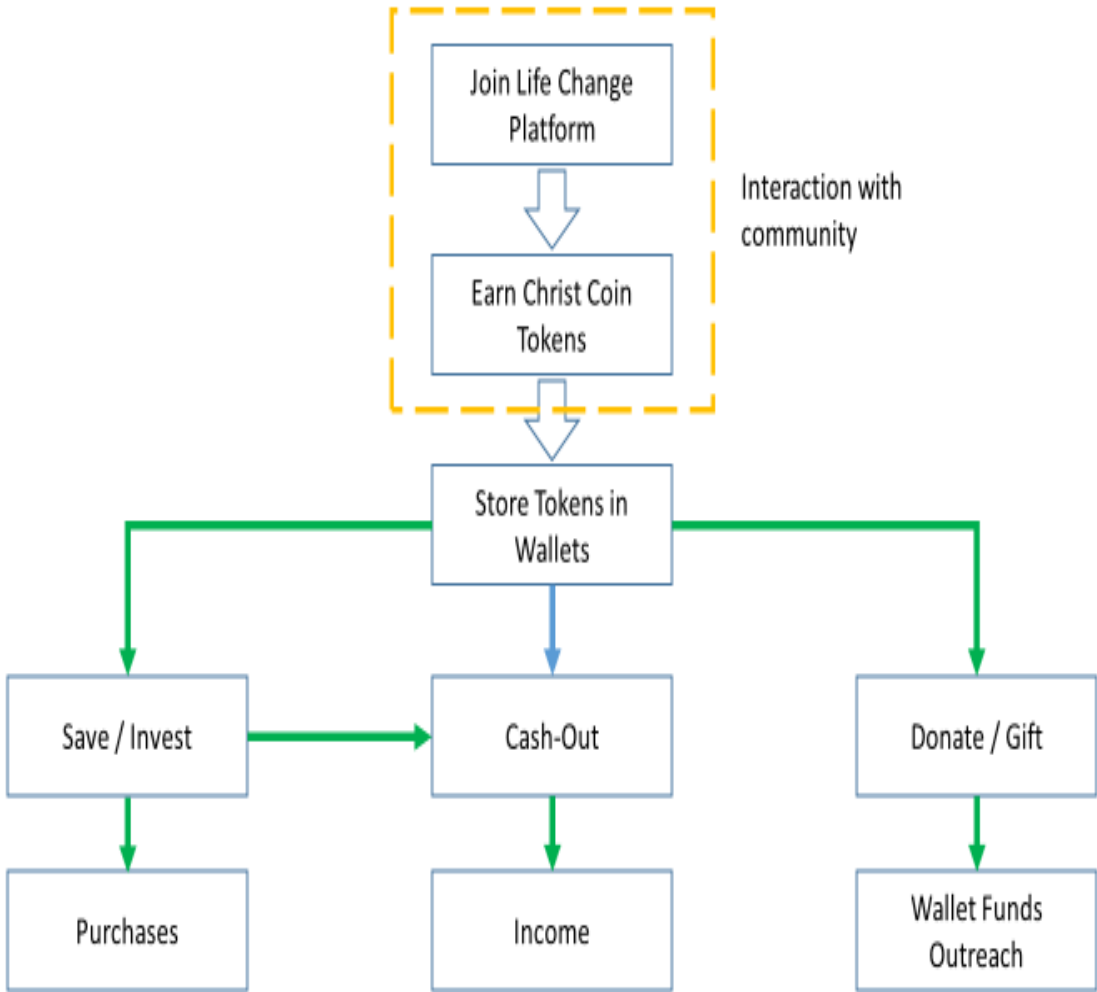 Join Life Change
Platform
Interaction with
community
Earn Christ Coin
Tokens
Store Tokens in
Wallets
Save / Invest
Cash-Out
Donate / Gift
Purchases
Income
Wallet Funds
Outreach